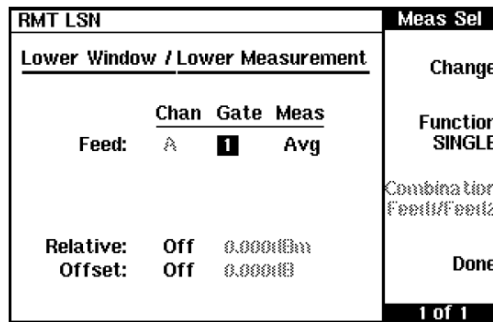 RMT LSN
Meas Sel
Lower Window / Lower Measurement
Change
Chan Gate Meas
Feed: A 1 Avg
Function
SINGLE
Combination
Feed1/Feed2
Relative: Off 0.000dBm
Offset: Off 0.000dB
Done
1 of 1